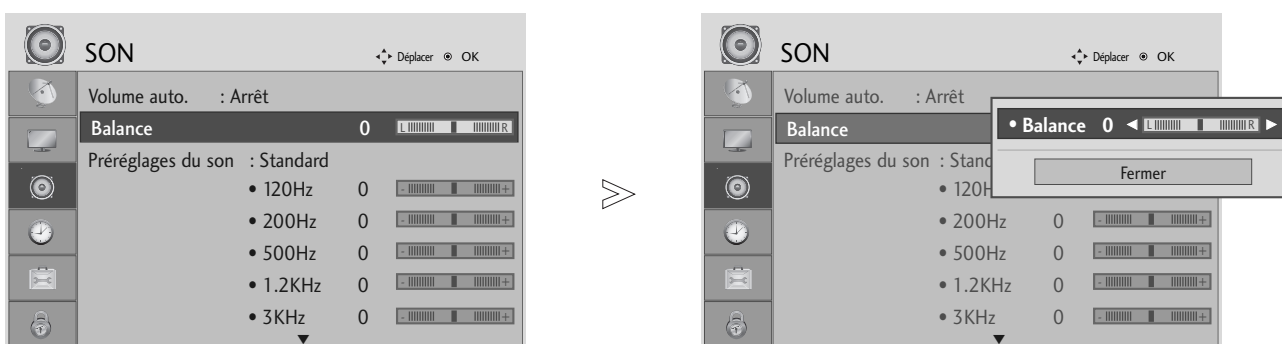 SON
Déplacer OK
Volume auto. : Arrêt
Balance 0 L R
Préréglages du son : Standard
• 120Hz 0 - +
• 200Hz 0 - +
• 500Hz 0 - +
• 1.2KHz 0 - +
• 3KHz 0 - +
SON
Déplacer OK
Volume auto. : Arrêt
Balance
• Balance 0 L R
Fermer
Préréglages du son : Stand
• 120H
• 200Hz 0 - +
• 500Hz 0 - +
• 1.2KHz 0 - +
• 3KHz 0 - +